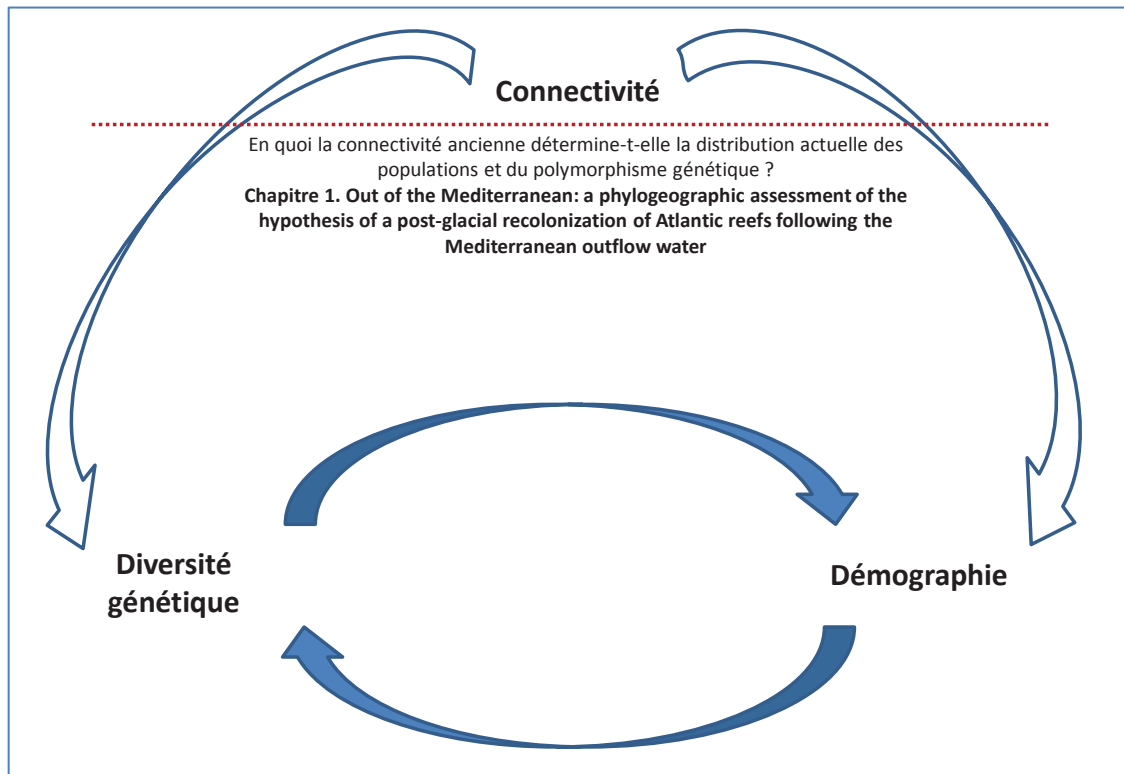 Connectivité
En quoi la connectivité ancienne détermine-t-elle la distribution actuelle des
populations et du polymorphisme génétique ?
Chapitre 1. Out of the Mediterranean: a phylogeographic assessment of the
hypothesis of a post-glacial recolonization of Atlantic reefs following the
Mediterranean outflow water
Diversité
génétique
Démographie